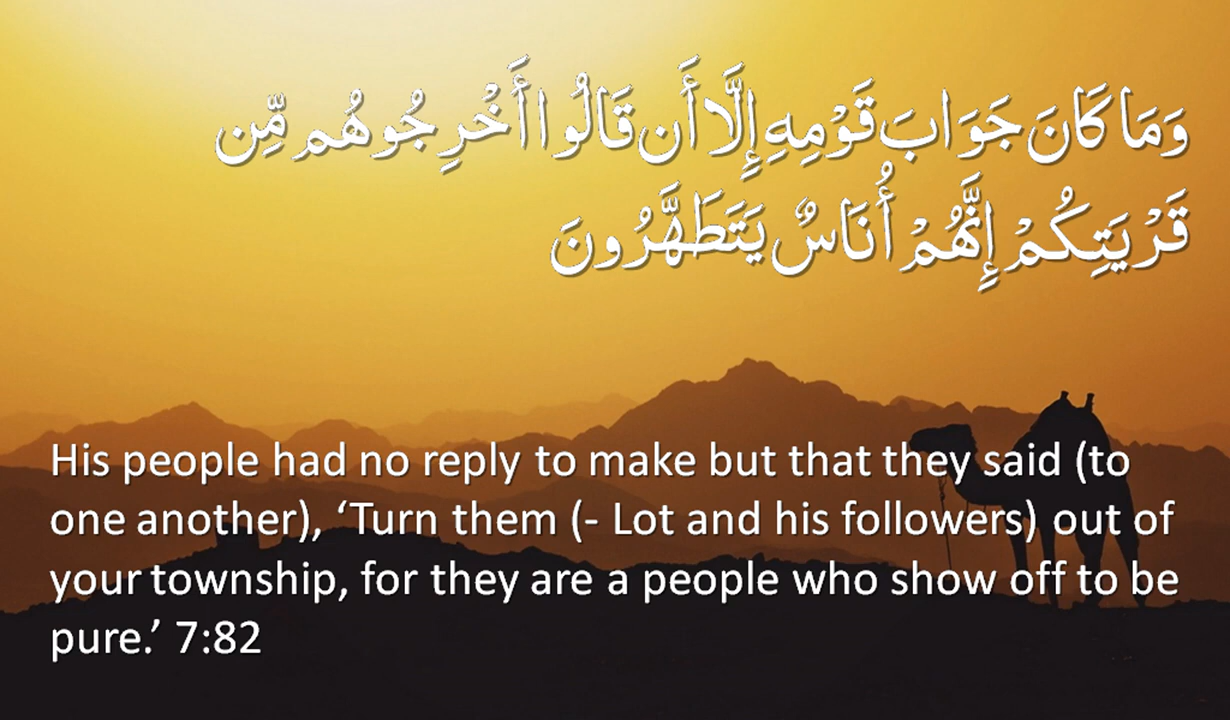 وَمَا كَانَ جَوَابَ قَوْمِهِ إِلَّا أَن قَالُوا أَخْرِجُوهُم مِّن
قَرْيَتِكُمْ إِنَّهُمْ أُنَاسٌ يَتَطَهَّرُونَ
His people had no reply to make but that they said (to
one another), ‘Turn them (- Lot and his followers) out of
your township, for they are a people who show off to be
pure.’ 7:82